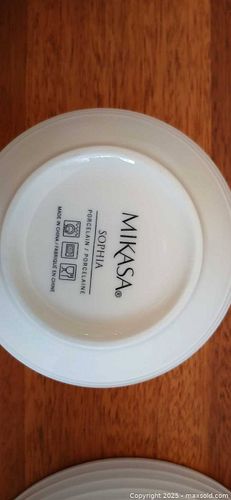 MIKASA®
SOPHIA
PORCELAIN / PORCELAINE
MADE IN CHINA / FABRIQUÉ EN CHINE
Copyright © 2025 - maxsold.com